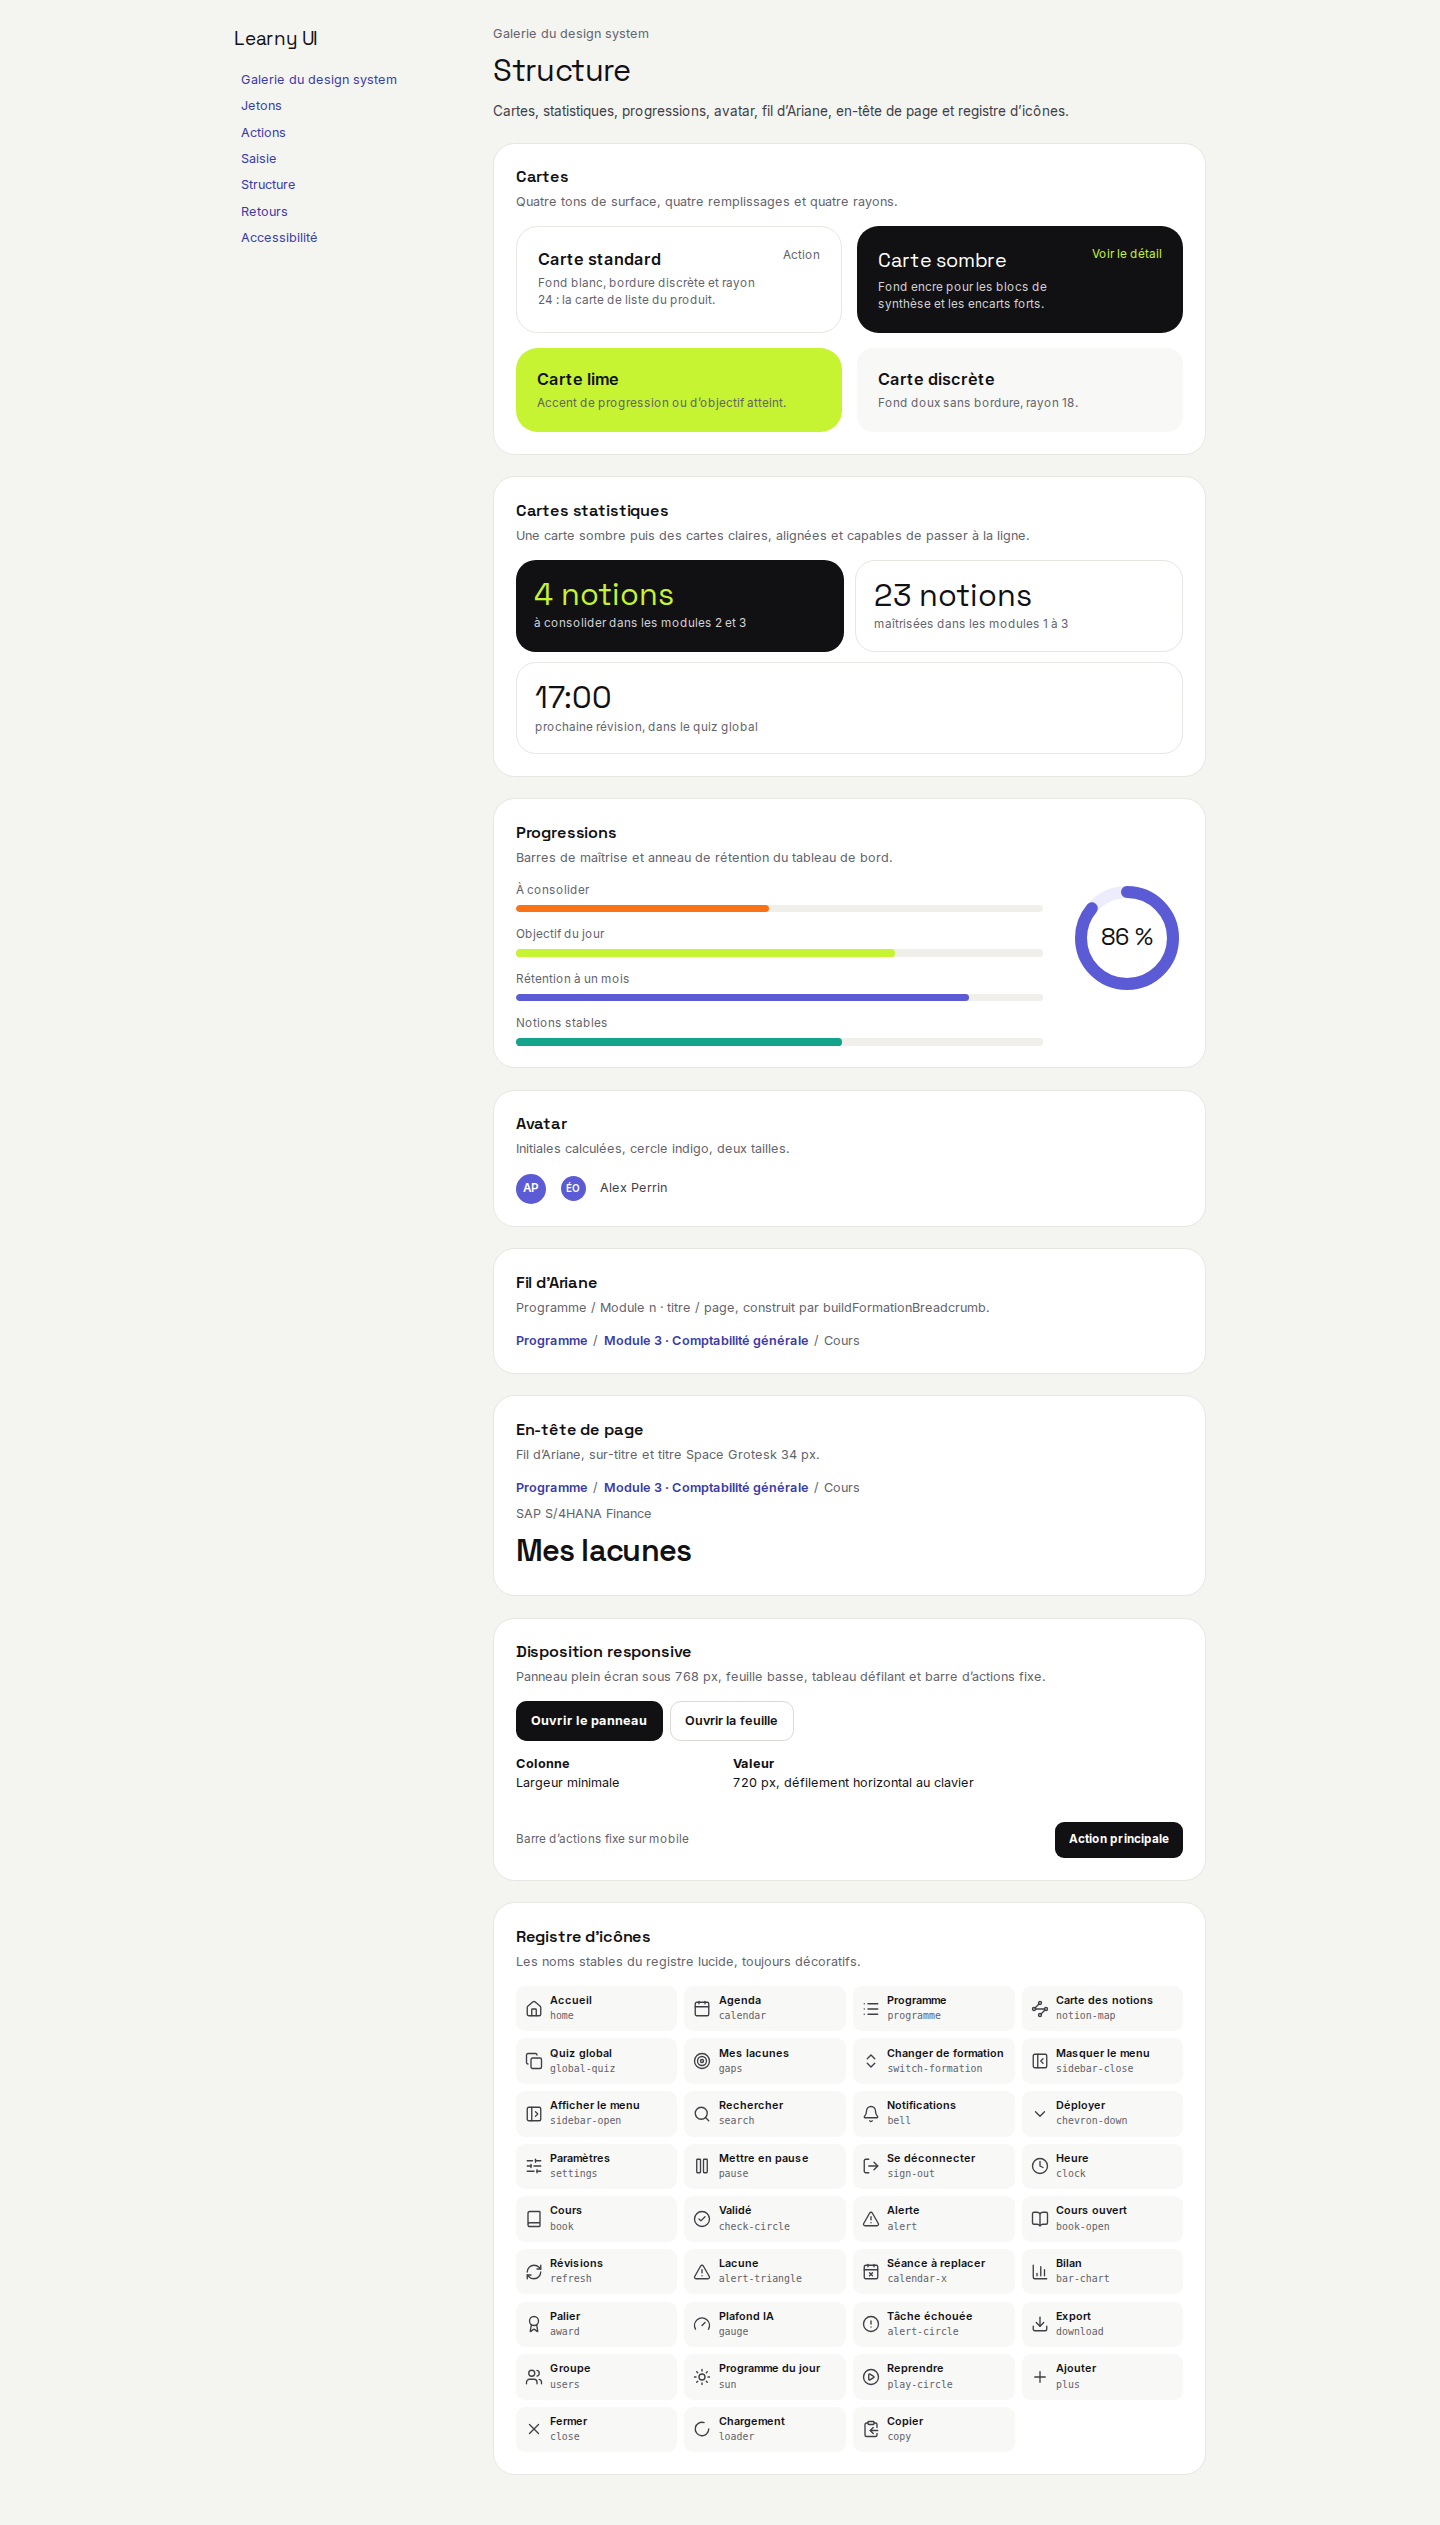 Learny UI
Galerie du design system
Jetons
Actions
Saisie
Structure
Retours
Accessibilité
Galerie du design system
Structure
Cartes, statistiques, progressions, avatar, fil d’Ariane, en-tête de page et registre d’icônes.
Cartes
Quatre tons de surface, quatre remplissages et quatre rayons.
Carte standard
Action
Fond blanc, bordure discrète et rayon
24 : la carte de liste du produit.
Carte sombre
Voir le détail
Fond encre pour les blocs de
synthèse et les encarts forts.
Carte lime
Accent de progression ou d’objectif atteint.
Carte discrète
Fond doux sans bordure, rayon 18.
Cartes statistiques
Une carte sombre puis des cartes claires, alignées et capables de passer à la ligne.
4 notions
à consolider dans les modules 2 et 3
23 notions
maîtrisées dans les modules 1 à 3
17:00
prochaine révision, dans le quiz global
Progressions
Barres de maîtrise et anneau de rétention du tableau de bord.
À consolider
Objectif du jour
Rétention à un mois
Notions stables
86 %
Avatar
Initiales calculées, cercle indigo, deux tailles.
AP ÉO Alex Perrin
Fil d’Ariane
Programme / Module n · titre / page, construit par buildFormationBreadcrumb.
Programme / Module 3 · Comptabilité générale / Cours
En-tête de page
Fil d’Ariane, sur-titre et titre Space Grotesk 34 px.
Programme / Module 3 · Comptabilité générale / Cours
SAP S/4HANA Finance
Mes lacunes
Disposition responsive
Panneau plein écran sous 768 px, feuille basse, tableau défilant et barre d’actions fixe.
Ouvrir le panneau Ouvrir la feuille
Colonne Valeur
Largeur minimale 720 px, défilement horizontal au clavier
Barre d’actions fixe sur mobile Action principale
Registre d’icônes
Les noms stables du registre lucide, toujours décoratifs.
Accueil
home
Agenda
calendar
Programme
programme
Carte des notions
notion-map
Quiz global
global-quiz
Mes lacunes
gaps
Changer de formation
switch-formation
Masquer le menu
sidebar-close
Afficher le menu
sidebar-open
Rechercher
search
Notifications
bell
Déployer
chevron-down
Paramètres
settings
Mettre en pause
pause
Se déconnecter
sign-out
Heure
clock
Cours
book
Validé
check-circle
Alerte
alert
Cours ouvert
book-open
Révisions
refresh
Lacune
alert-triangle
Séance à replacer
calendar-x
Bilan
bar-chart
Palier
award
Plafond IA
gauge
Tâche échouée
alert-circle
Export
download
Groupe
users
Programme du jour
sun
Reprendre
play-circle
Ajouter
plus
Fermer
close
Chargement
loader
Copier
copy